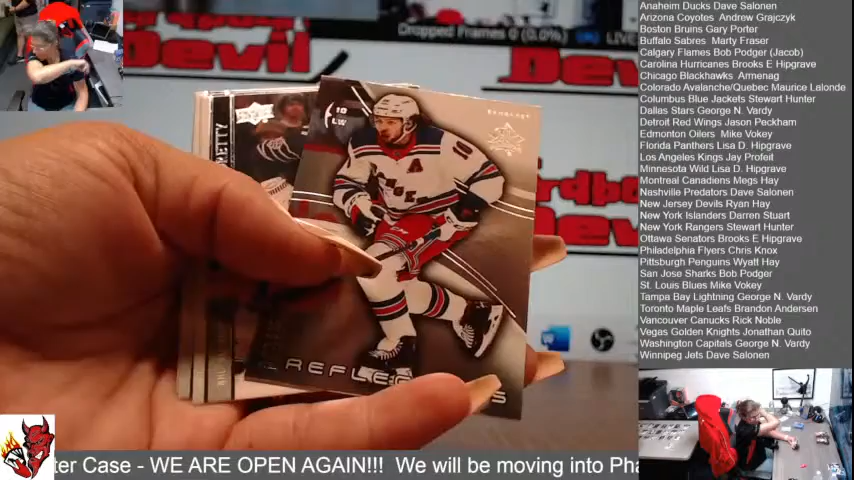 Dropped Frames 0 (0.0%)
LIVE
Devil
10
LW
A
10
REFLEC
S
ter Case - WE ARE OPEN AGAIN!!! We will be moving into Pha
Anaheim Ducks Dave Salonen
Arizona Coyotes Andrew Grajczyk
Boston Bruins Gary Porter
Buffalo Sabres Marty Fraser
Calgary Flames Bob Podger (Jacob)
Carolina Hurricanes Brooks E Hipgrave
Chicago Blackhawks Armenag
Colorado Avalanche/Quebec Maurice Lalonde
Columbus Blue Jackets Stewart Hunter
Dallas Stars George N. Vardy
Detroit Red Wings Jason Peckham
Edmonton Oilers Mike Vokey
Florida Panthers Lisa D. Hipgrave
Los Angeles Kings Jay Profeit
Minnesota Wild Lisa D. Hipgrave
Montreal Canadiens Megs Hay
Nashville Predators Dave Salonen
New Jersey Devils Ryan Hay
New York Islanders Darren Stuart
New York Rangers Stewart Hunter
Ottawa Senators Brooks E Hipgrave
Philadelphia Flyers Chris Knox
Pittsburgh Penguins Wyatt Hay
San Jose Sharks Bob Podger
St. Louis Blues Mike Vokey
Tampa Bay Lightning George N. Vardy
Toronto Maple Leafs Brandon Andersen
Vancouver Canucks Rick Noble
Vegas Golden Knights Jonathan Quito
Washington Capitals George N. Vardy
Winnipeg Jets Dave Salonen